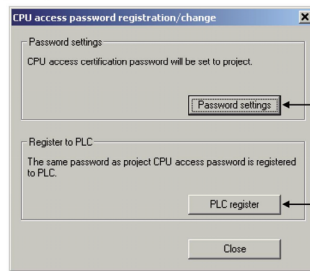 CPU access password registration/change
Password settings
CPU access certification password will be set to project.
Password settings
Register to PLC
The same password as project CPU access password is registered
to PLC.
PLC register
Close